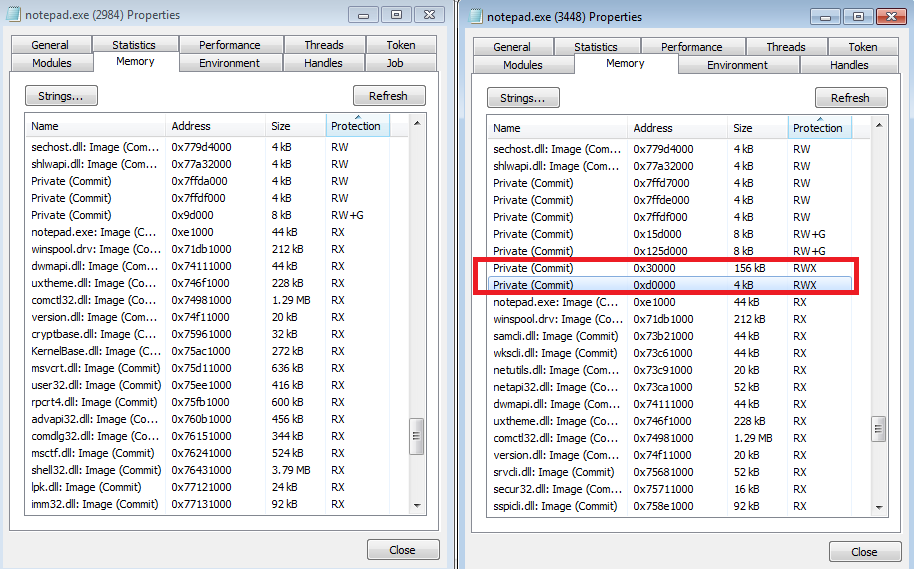 notepad.exe (2984) Properties
General Statistics Performance Threads Token
Modules Memory Environment Handles Job
Strings... Refresh
Name Address Size Protection
sechost.dll: Image (Com... 0x779d4000 4 kB RW
shlwapi.dll: Image (Com... 0x77a32000 4 kB RW
Private (Commit) 0x7ffda000 4 kB RW
Private (Commit) 0x7ffdf000 4 kB RW
Private (Commit) 0x9d000 8 kB RW+G
notepad.exe: Image (C... 0xe1000 44 kB RX
winspool.drv: Image (Co... 0x71db1000 212 kB RX
dwmapi.dll: Image (Com... 0x74111000 44 kB RX
uxtheme.dll: Image (Co... 0x746f1000 228 kB RX
comctl32.dll: Image (Co... 0x74981000 1.29 MB RX
version.dll: Image (Com... 0x74f11000 20 kB RX
cryptbase.dll: Image (C... 0x75961000 32 kB RX
KernelBase.dll: Image (C... 0x75ac1000 272 kB RX
msvcrt.dll: Image (Commit) 0x75d11000 636 kB RX
user32.dll: Image (Commit) 0x75ee1000 416 kB RX
rpcrt4.dll: Image (Commit) 0x75fb1000 600 kB RX
advapi32.dll: Image (Co... 0x760b1000 456 kB RX
comdlg32.dll: Image (Co... 0x76151000 344 kB RX
msctf.dll: Image (Commit) 0x76241000 524 kB RX
shell32.dll: Image (Commit) 0x76431000 3.79 MB RX
lpk.dll: Image (Commit) 0x77121000 24 kB RX
imm32.dll: Image (Commit) 0x77131000 92 kB RX
Close
notepad.exe (3448) Properties
General Statistics Performance Threads Token
Modules Memory Environment Handles
Strings... Refresh
Name Address Size Protection
sechost.dll: Image (Com... 0x779d4000 4 kB RW
shlwapi.dll: Image (Com... 0x77a32000 4 kB RW
Private (Commit) 0x7ffd7000 4 kB RW
Private (Commit) 0x7ffde000 4 kB RW
Private (Commit) 0x7ffdf000 4 kB RW
Private (Commit) 0x15d000 8 kB RW+G
Private (Commit) 0x125d000 8 kB RW+G
Private (Commit) 0x30000 156 kB RWX
Private (Commit) 0xd0000 4 kB RWX
notepad.exe: Image (C... 0xe1000 44 kB RX
winspool.drv: Image (Co... 0x71db1000 212 kB RX
samcli.dll: Image (Commit) 0x73b21000 44 kB RX
wkscli.dll: Image (Commit) 0x73c61000 44 kB RX
netutils.dll: Image (Com... 0x73c91000 20 kB RX
netapi32.dll: Image (Co... 0x73ca1000 52 kB RX
dwmapi.dll: Image (Com... 0x74111000 44 kB RX
uxtheme.dll: Image (Co... 0x746f1000 228 kB RX
comctl32.dll: Image (Co... 0x74981000 1.29 MB RX
version.dll: Image (Com... 0x74f11000 20 kB RX
srvcli.dll: Image (Commit) 0x75681000 52 kB RX
secur32.dll: Image (Com... 0x75711000 16 kB RX
sspicli.dll: Image (Commit) 0x758e1000 92 kB RX
Close